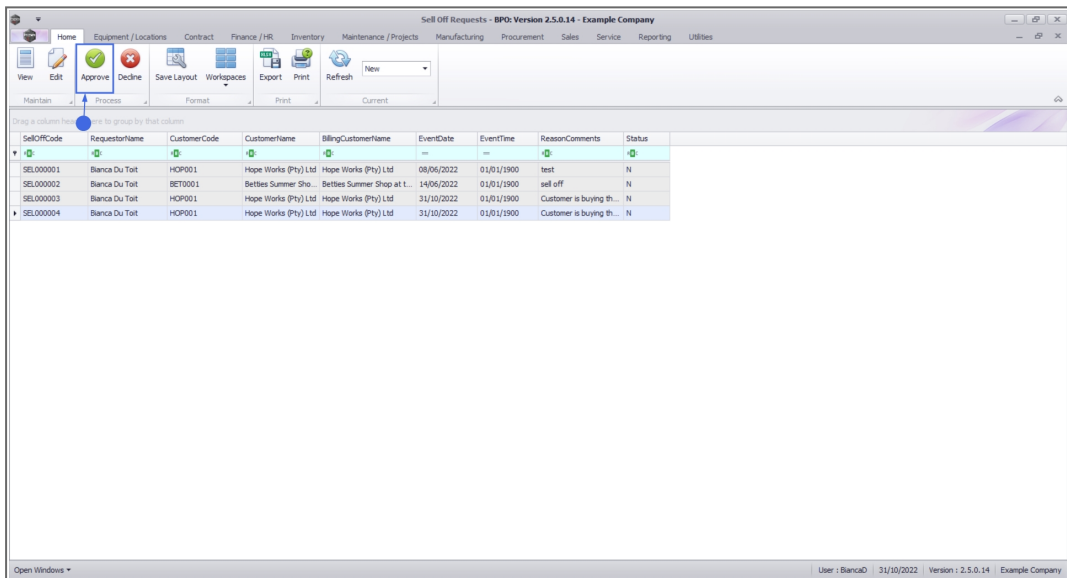 Sell Off Requests - BPO: Version 2.5.0.14 - Example Company
Home Equipment / Locations Contract Finance / HR Inventory Maintenance / Projects Manufacturing Procurement Sales Service Reporting Utilities
View Edit Approve Decline Save Layout Workspaces Export Print Refresh New
Maintain Process Format Print Current
Drag a column here to group by that column
SellOffCode RequestorName CustomerCode CustomerName BillingCustomerName EventDate EventTime ReasonComments Status
SEL000001 Bianca Du Toit HOP001 Hope Works (Pty) Ltd Hope Works (Pty) Ltd 08/06/2022 01/01/1900 test N
SEL000002 Bianca Du Toit BET0001 Betties Summer Sho... Betties Summer Shop at t... 14/06/2022 01/01/1900 sell off N
SEL000003 Bianca Du Toit HOP001 Hope Works (Pty) Ltd Hope Works (Pty) Ltd 31/10/2022 01/01/1900 Customer is buying th... N
SEL000004 Bianca Du Toit HOP001 Hope Works (Pty) Ltd Hope Works (Pty) Ltd 31/10/2022 01/01/1900 Customer is buying th... N
Open Windows User : BiancaD 31/10/2022 Version : 2.5.0.14 Example Company